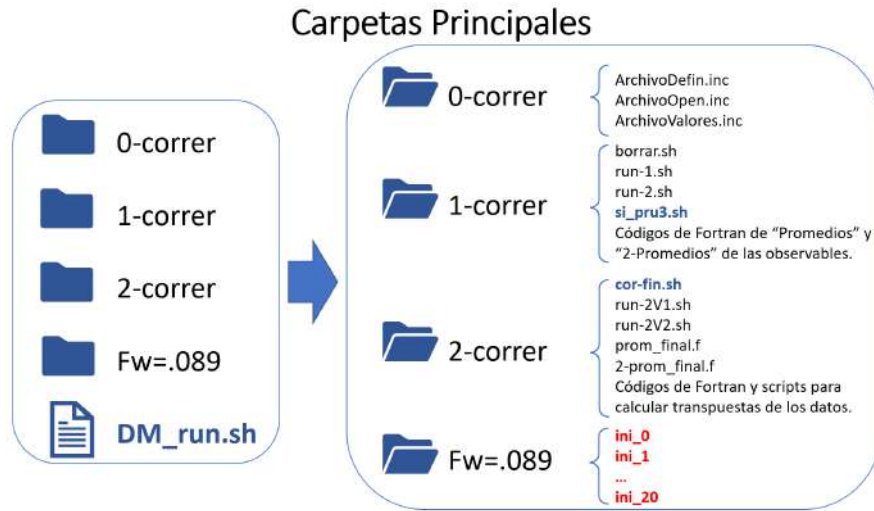 Carpetas Principales
0-correr
1-correr
2-correr
Fw=.089
DM_run.sh
0-correr
ArchivoDefin.inc
ArchivoOpen.inc
ArchivoValores.inc
1-correr
borrar.sh
run-1.sh
run-2.sh
si_pru3.sh
Códigos de Fortran de “Promedios” y
“2-Promedios” de las observables.
2-correr
cor-fin.sh
run-2V1.sh
run-2V2.sh
prom_final.f
2-prom_final.f
Códigos de Fortran y scripts para
calcular transpuestas de los datos.
Fw=.089
ini_0
ini_1
...
ini_20